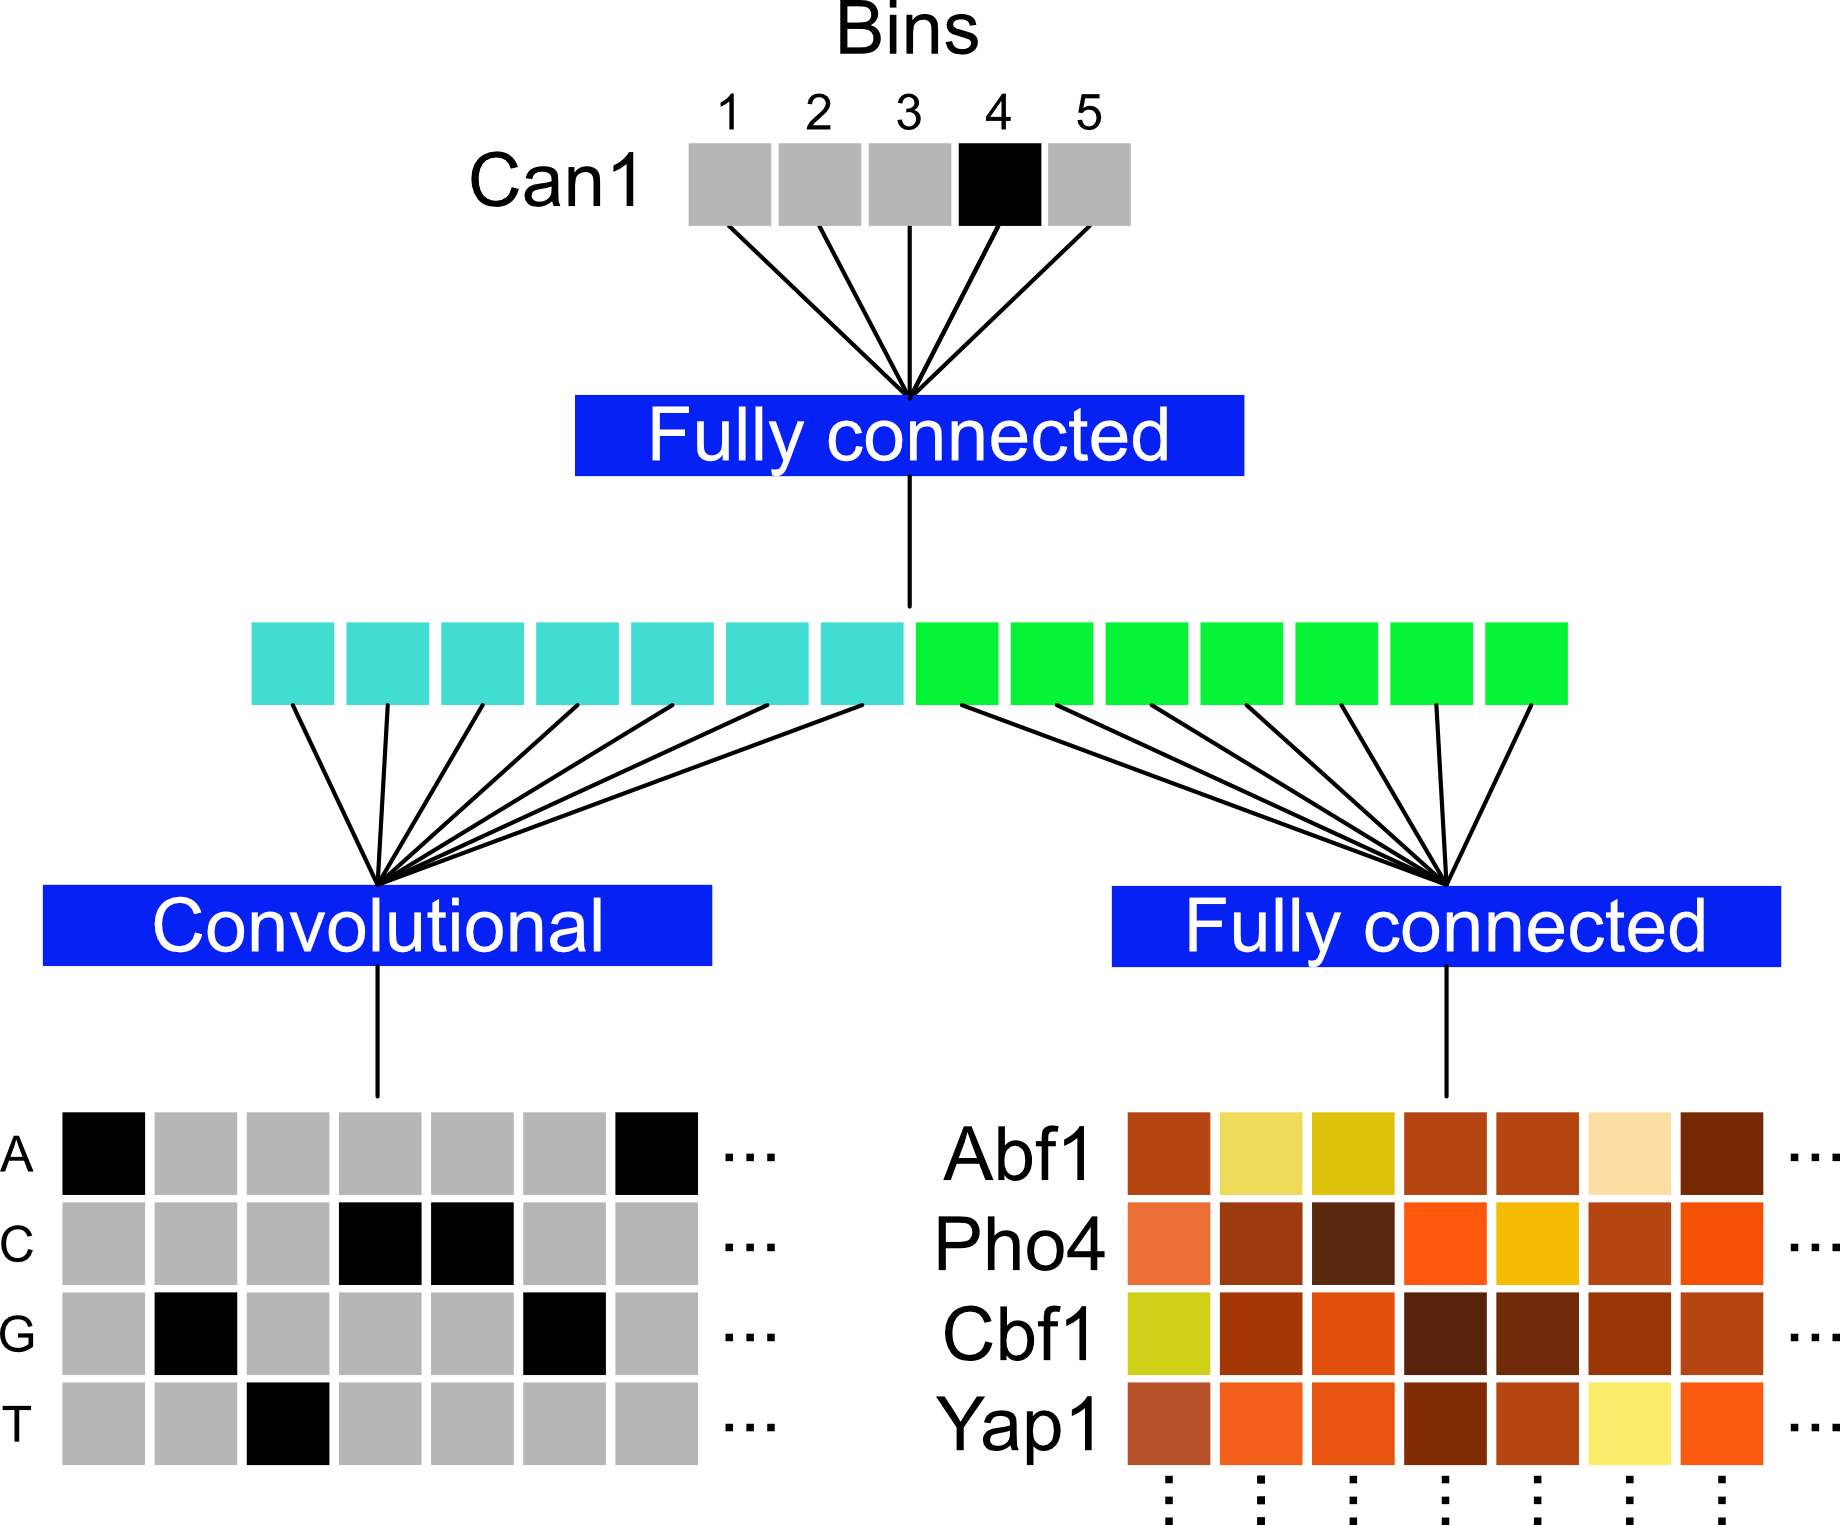 Bins
1 2 3 4 5
Can1
Fully connected
Convolutional
Fully connected
A ...
C ...
G ...
T ...
Abf1 ...
Pho4 ...
Cbf1 ...
Yap1 ...